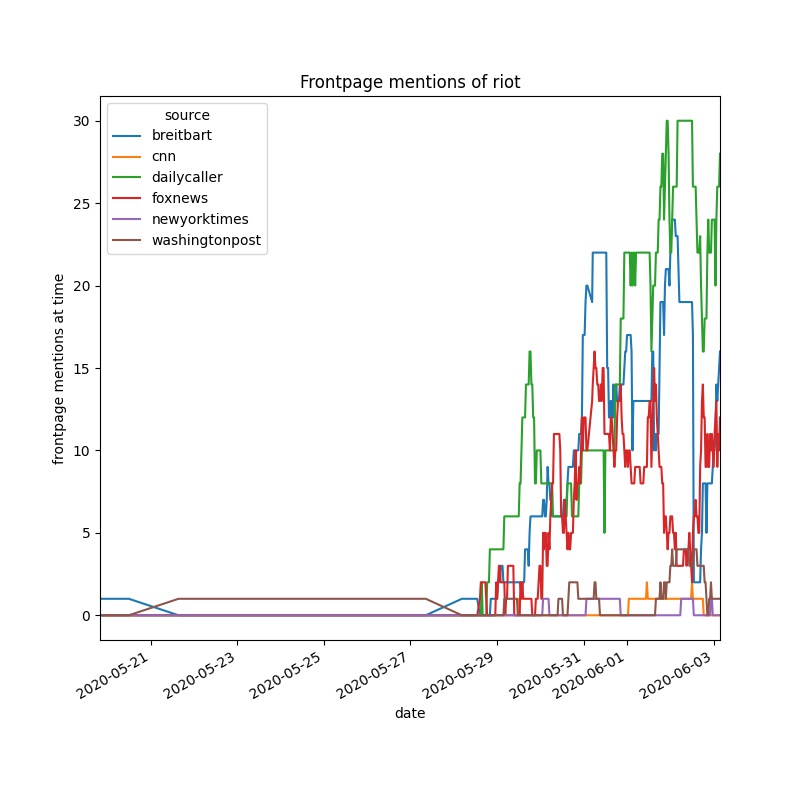 Frontpage mentions of riot
source
breitbart
cnn
dailycaller
foxnews
newyorktimes
washingtonpost
frontpage mentions at time
30
25
20
15
10
5
0
2020-05-21
2020-05-23
2020-05-25
2020-05-27
2020-05-29
2020-05-31
2020-06-01
2020-06-03
date